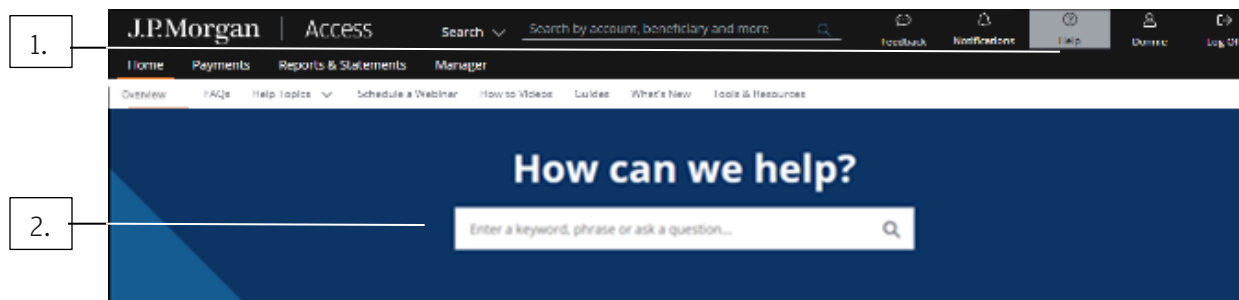 1.
J.P.Morgan | Access Search Search by account, beneficiary and more Feedback Notifications Help Donnie Log Of
Home Payments Reports & Statements Manager
Overview FAQs Help Topics Schedule a Webinar How to Videos Guides What's New Tools & Resources
How can we help?
2.
Enter a keyword, phrase or ask a question...